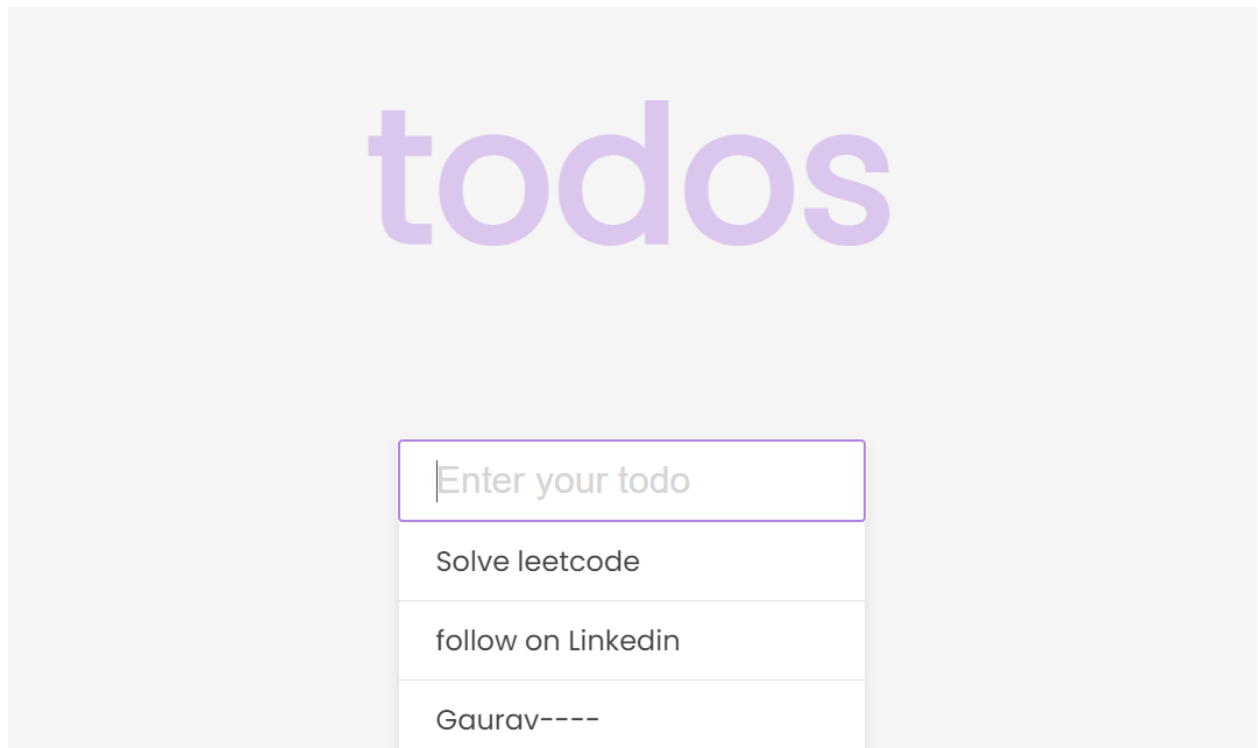 todos
Enter your todo
Solve leetcode
follow on Linkedin
Gaurav----